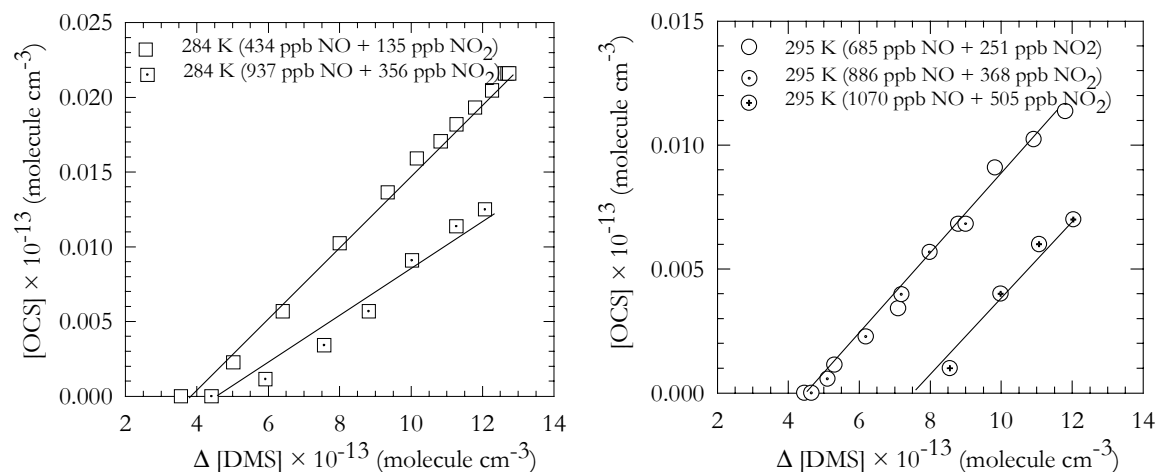 284 K (434 ppb NO + 135 ppb NO2)
284 K (937 ppb NO + 356 ppb NO2)
0.025
0.020
0.015
0.010
0.005
0.000
[OCS] × 10-13 (molecule cm-3)
2 4 6 8 10 12 14
Δ [DMS] × 10-13 (molecule cm-3)
295 K (685 ppb NO + 251 ppb NO2)
295 K (886 ppb NO + 368 ppb NO2)
295 K (1070 ppb NO + 505 ppb NO2)
0.015
0.010
0.005
0.000
[OCS] × 10-13 (molecule cm-3)
2 4 6 8 10 12 14
Δ [DMS] × 10-13 (molecule cm-3)